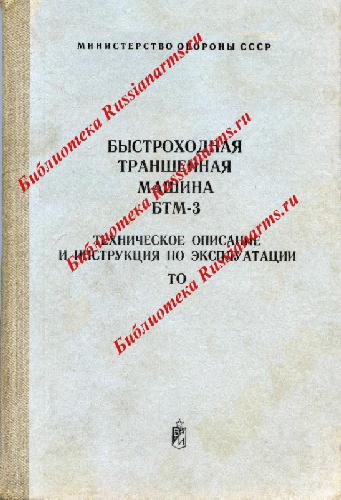 МИНИСТЕРСТВО ОБОРОНЫ СССР
БЫСТРОХОДНАЯ
ТРАНШЕЙНАЯ
МАШИНА
БТМ-3
ТЕХНИЧЕСКОЕ ОПИСАНИЕ
И ИНСТРУКЦИЯ ПО ЭКСПЛУАТАЦИИ
ТО
Библиотека Russianarms.ru
Библиотека Russianarms.ru
Библиотека Russianarms.ru